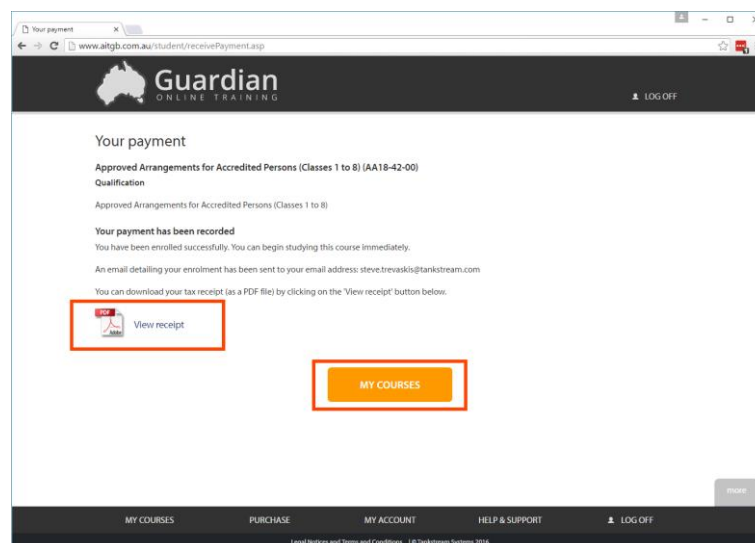 Your payment
www.aitgb.com.au/student/receivePayment.asp
Guardian
ONLINE TRAINING
LOG OFF
Your payment
Approved Arrangements for Accredited Persons (Classes 1 to 8) (AA18-42-00)
Qualification
Approved Arrangements for Accredited Persons (Classes 1 to 8)
Your payment has been recorded
You have been enrolled successfully. You can begin studying this course immediately.
An email detailing your enrolment has been sent to your email address: steve.trevaskis@tankstream.com
You can download your tax receipt (as a PDF file) by clicking on the 'View receipt' button below.
PDF
Adobe
View receipt
MY COURSES
more
MY COURSES PURCHASE MY ACCOUNT HELP & SUPPORT LOG OFF
Legal Notices and Terms and Conditions | © Tankstream Systems 2016